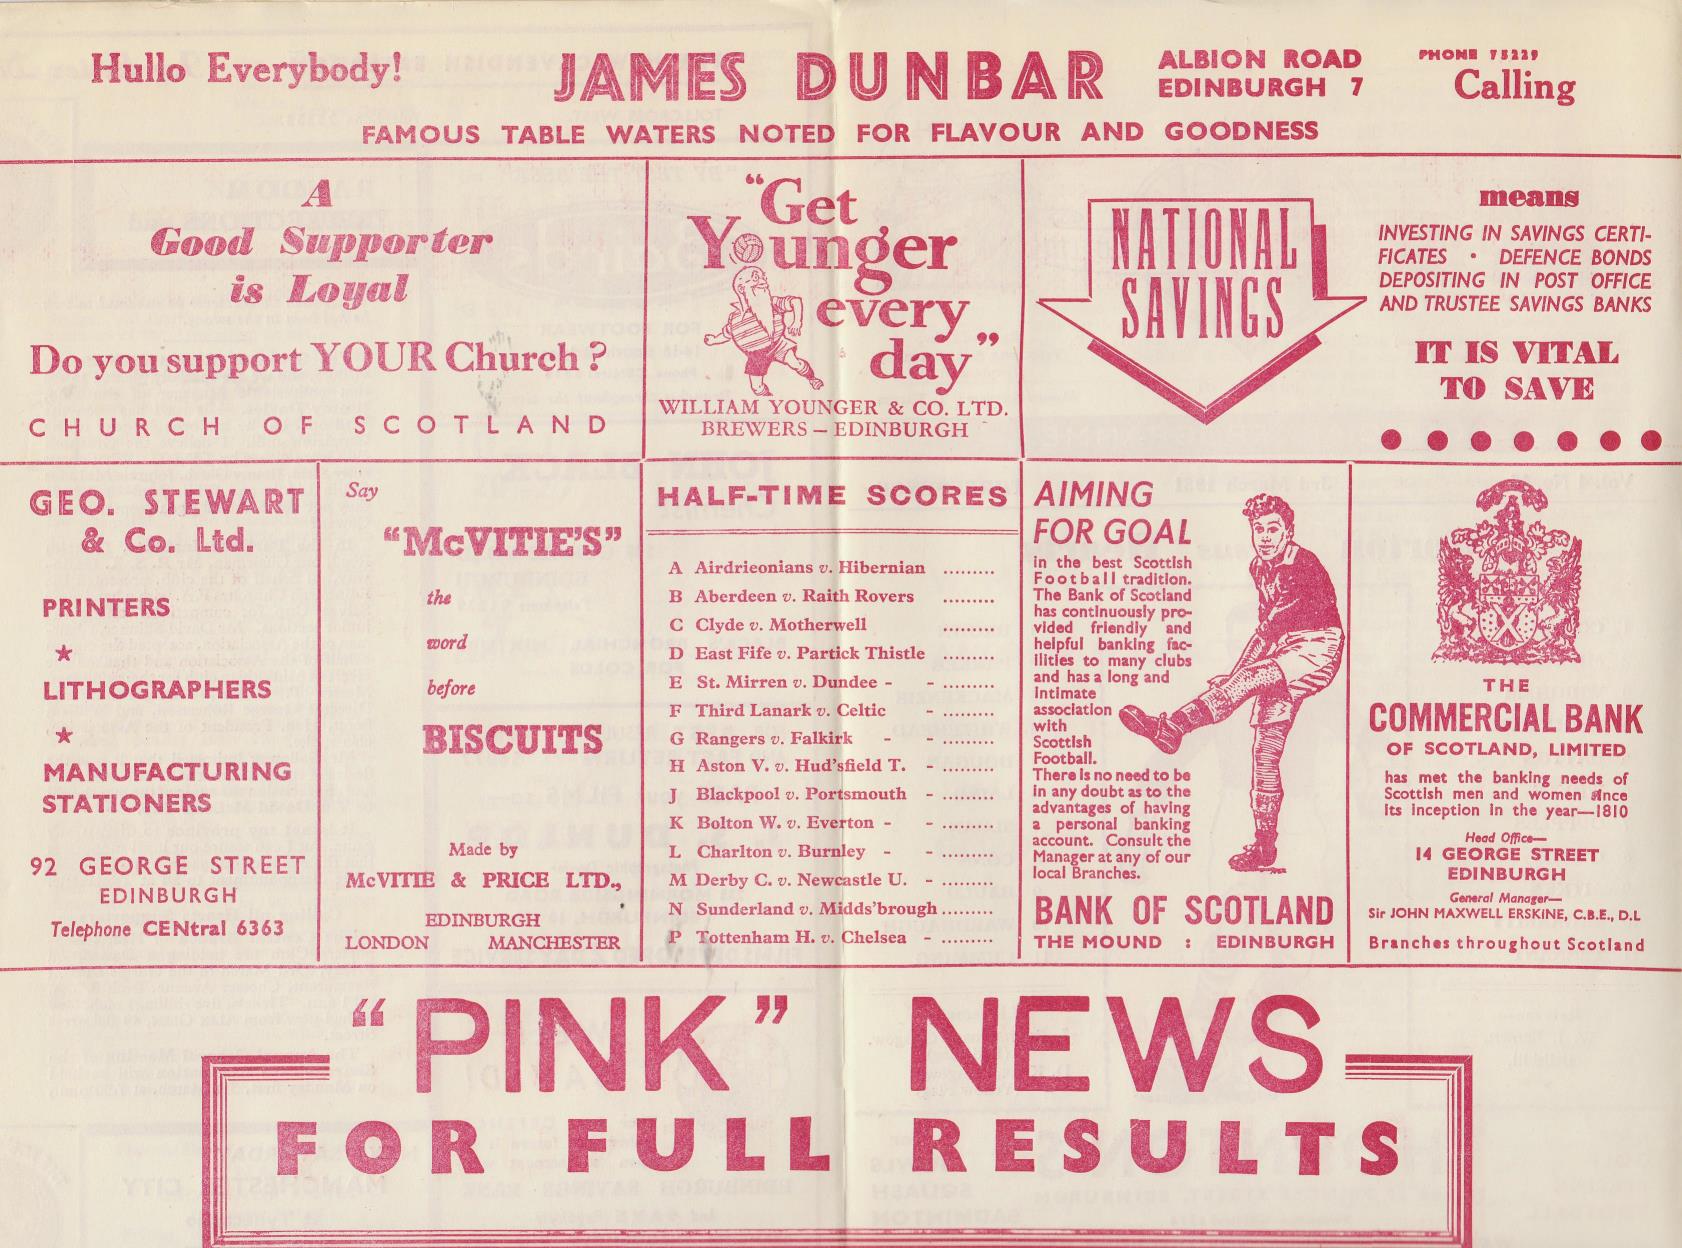 Hullo Everybody!
JAMES DUNBAR
ALBION ROAD
EDINBURGH 7
PHONE 75229
Calling
FAMOUS TABLE WATERS NOTED FOR FLAVOUR AND GOODNESS
A
Good Supporter
is Loyal
Do you support YOUR Church?
CHURCH OF SCOTLAND
"Get
Younger
every
day"
WILLIAM YOUNGER & CO. LTD.
BREWERS – EDINBURGH
NATIONAL
SAVINGS
means
INVESTING IN SAVINGS CERTI-
FICATES • DEFENCE BONDS
DEPOSITING IN POST OFFICE
AND TRUSTEE SAVINGS BANKS
IT IS VITAL
TO SAVE
GEO. STEWART
& Co. Ltd.
PRINTERS
★
LITHOGRAPHERS
★
MANUFACTURING
STATIONERS
92 GEORGE STREET
EDINBURGH
Telephone CENtral 6363
Say
"McVITIE'S"
the
word
before
BISCUITS
Made by
McVITIE & PRICE LTD.,
EDINBURGH
LONDON MANCHESTER
HALF-TIME SCORES
A Airdrieonians v. Hibernian .........
B Aberdeen v. Raith Rovers .........
C Clyde v. Motherwell .........
D East Fife v. Partick Thistle .........
E St. Mirren v. Dundee - - .........
F Third Lanark v. Celtic - .........
G Rangers v. Falkirk - - .........
H Aston V. v. Hud'sfield T. - .........
J Blackpool v. Portsmouth - .........
K Bolton W. v. Everton - - .........
L Charlton v. Burnley - - .........
M Derby C. v. Newcastle U. - .........
N Sunderland v. Midds'brough .........
P Tottenham H. v. Chelsea - .........
AIMING
FOR GOAL
in the best Scottish
Football tradition.
The Bank of Scotland
has continuously pro-
vided friendly and
helpful banking fac-
ilities to many clubs
and has a long and
intimate
association
with
Scottish
Football.
There is no need to be
in any doubt as to the
advantages of having
a personal banking
account. Consult the
Manager at any of our
local Branches.
BANK OF SCOTLAND
THE MOUND : EDINBURGH
THE
COMMERCIAL BANK
OF SCOTLAND, LIMITED
has met the banking needs of
Scottish men and women since
its inception in the year—1810
Head Office—
14 GEORGE STREET
EDINBURGH
General Manager—
Sir JOHN MAXWELL ERSKINE, C.B.E., D.L
Branches throughout Scotland
"PINK" NEWS
FOR FULL RESULTS